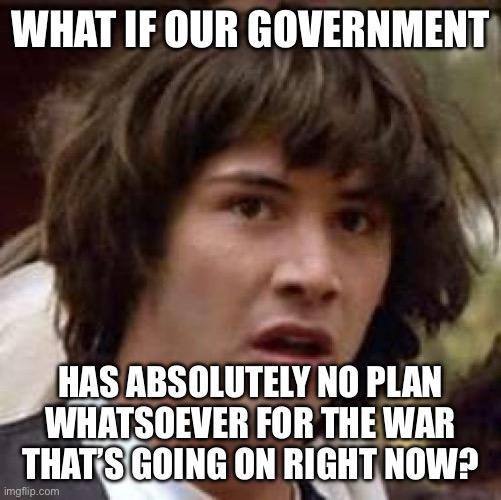 WHAT IF OUR GOVERNMENT
HAS ABSOLUTELY NO PLAN
WHATSOEVER FOR THE WAR
THAT'S GOING ON RIGHT NOW?
imgflip.com